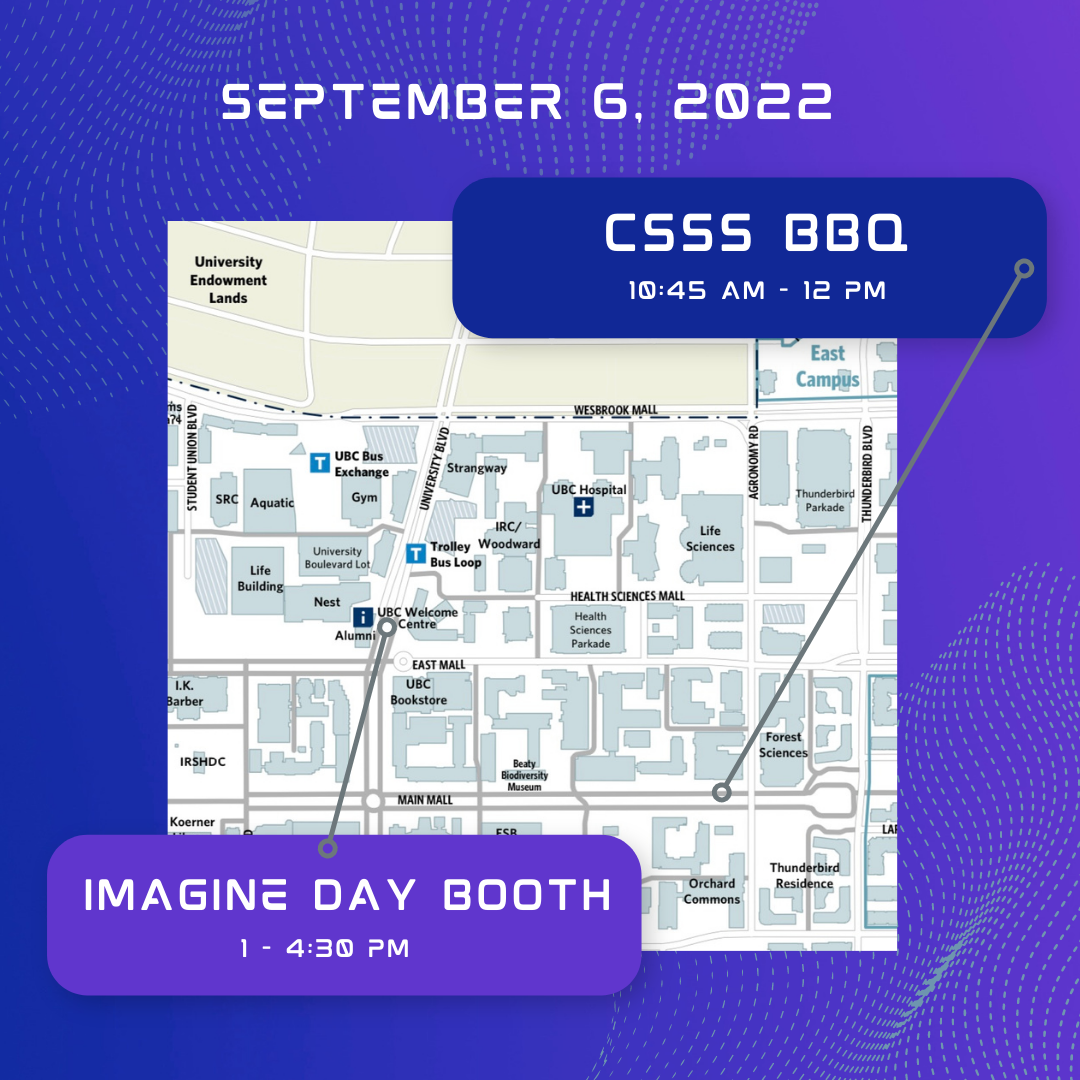 SEPTEMBER 6, 2022
CSSS BBQ
10:45 AM - 12 PM
University
Endowment
Lands
East
Campus
WESBROOK MALL
STUDENT UNION BLVD
UNIVERSITY BLVD
AGRONOMY RD
THUNDERBIRD BLVD
T
UBC Bus
Exchange
Strangway
SRC
Aquatic
Gym
UBC Hospital
Thunderbird
Parkade
IRC/
Woodward
Life
Sciences
University
Boulevard Lot
T
Trolley
Bus Loop
Life
Building
Nest
HEALTH SCIENCES MALL
i
UBC Welcome
Centre
Alumni
Health
Sciences
Parkade
EAST MALL
I.K.
Barber
UBC
Bookstore
Forest
Sciences
IRSHDC
Beaty
Biodiversity
Museum
MAIN MALL
Koerner
ESB
Orchard
Commons
Thunderbird
Residence
IMAGINE DAY BOOTH
1 - 4:30 PM